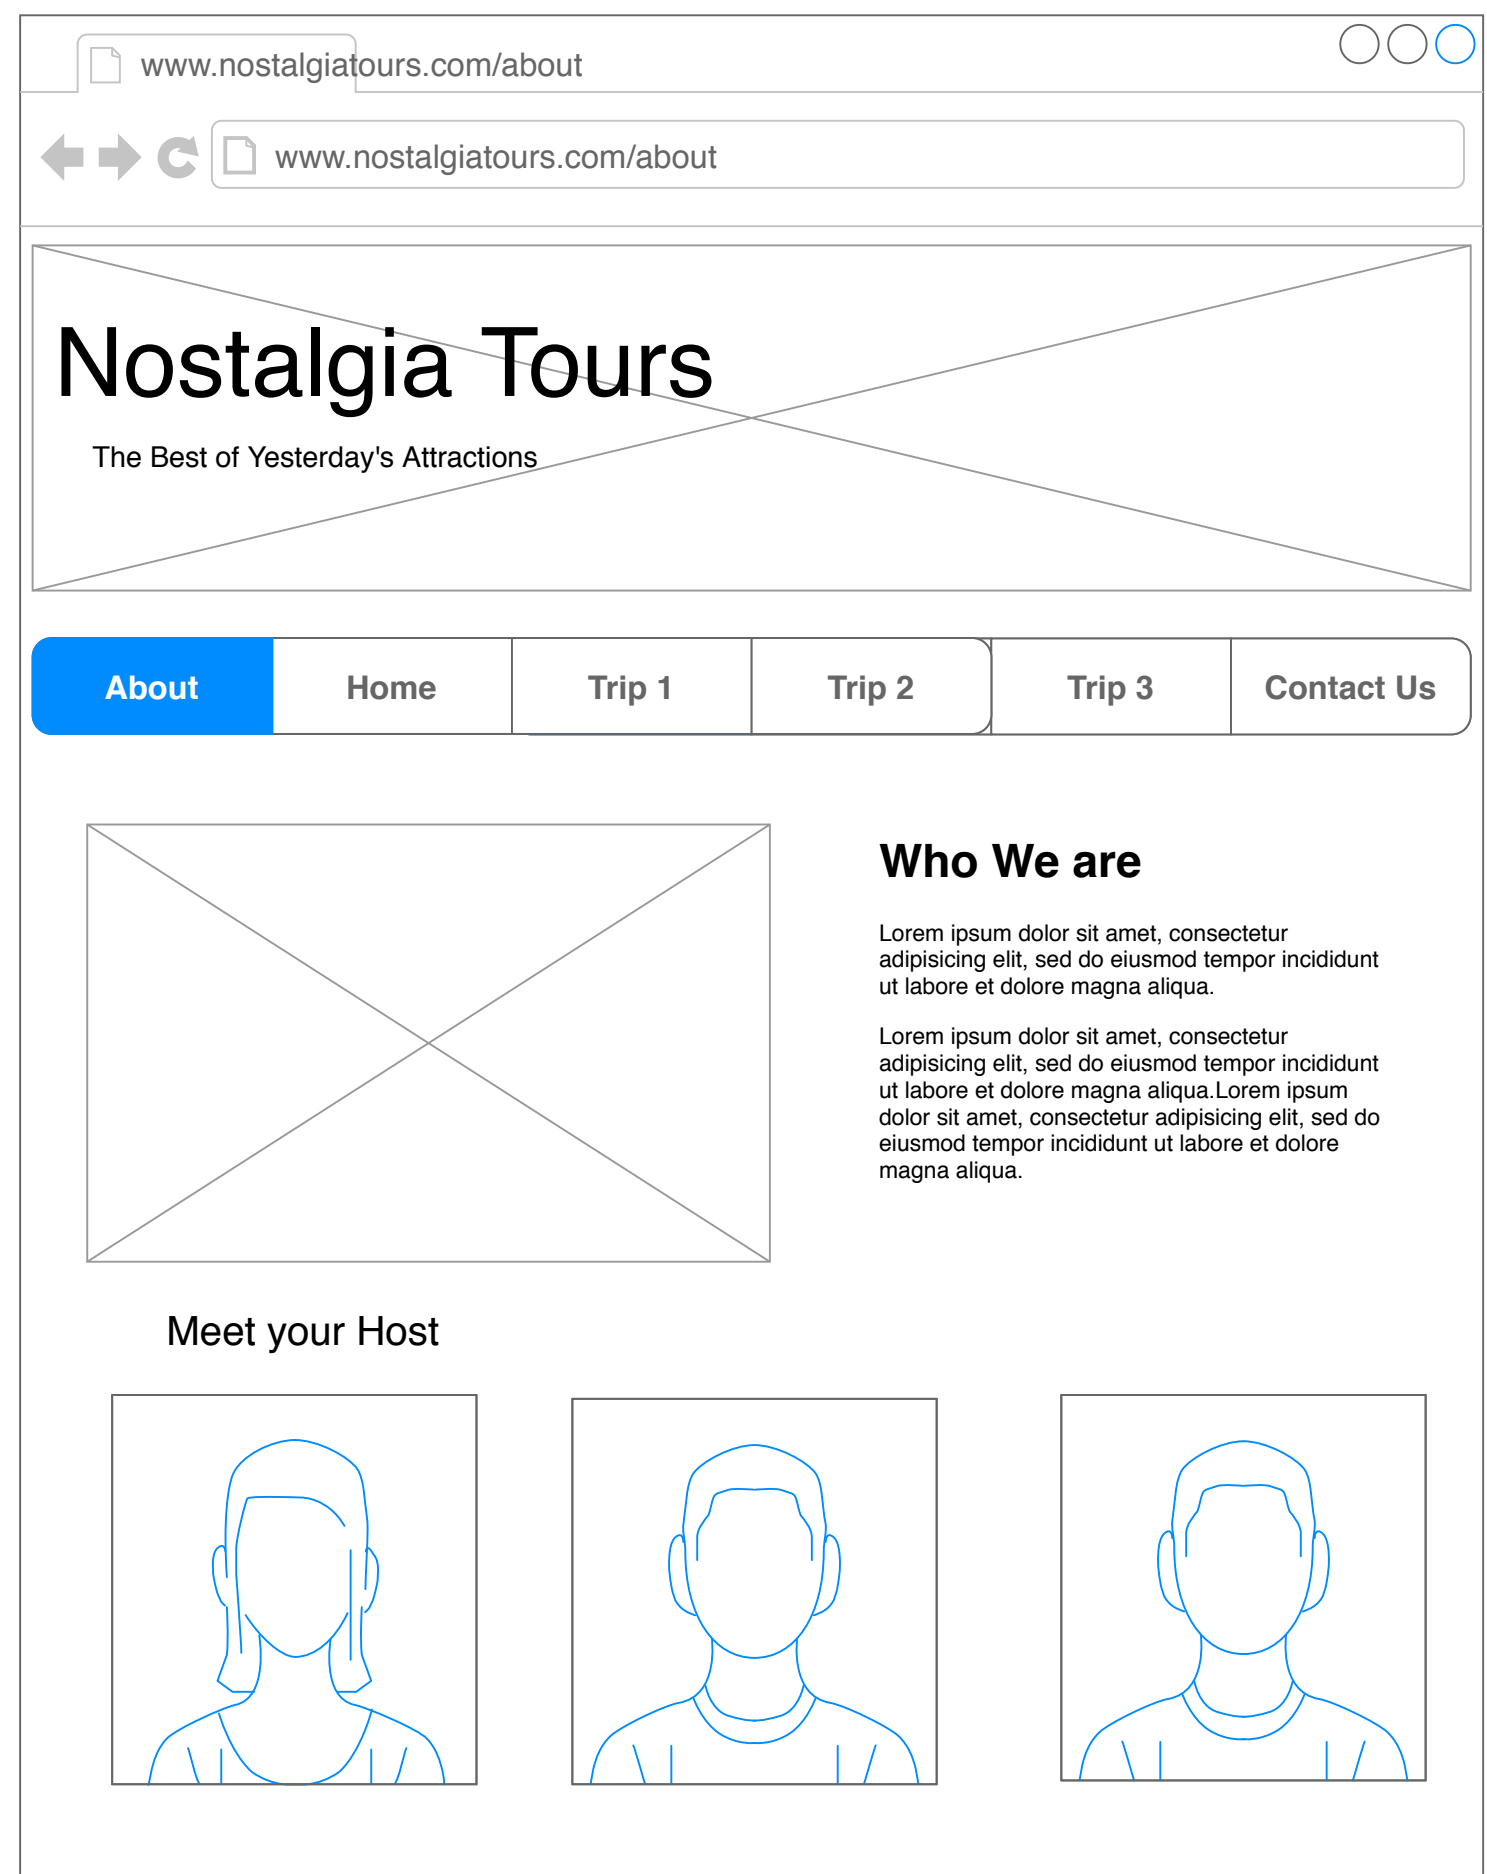 www.nostalgiatours.com/about
www.nostalgiatours.com/about
Nostalgia Tours
The Best of Yesterday's Attractions
About
Home
Trip 1
Trip 2
Trip 3
Contact Us
Who We are
Lorem ipsum dolor sit amet, consectetur
adipisicing elit, sed do eiusmod tempor incididunt
ut labore et dolore magna aliqua.
Lorem ipsum dolor sit amet, consectetur
adipisicing elit, sed do eiusmod tempor incididunt
ut labore et dolore magna aliqua.Lorem ipsum
dolor sit amet, consectetur adipisicing elit, sed do
eiusmod tempor incididunt ut labore et dolore
magna aliqua.
Meet your Host